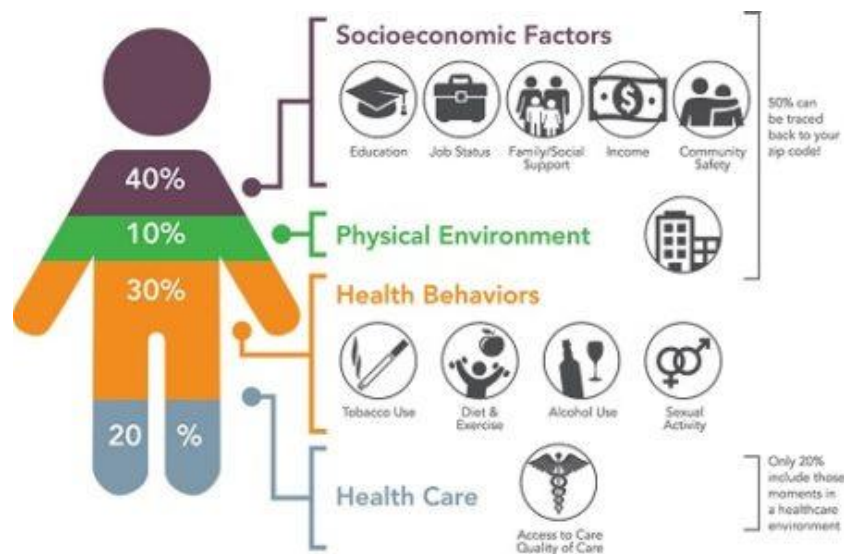 Socioeconomic Factors
Education
Job Status
Family/Social
Support
Income
Community
Safety
50% can
be traced
back to your
zip code!
40%
10%
Physical Environment
30%
Health Behaviors
Tobacco Use
Diet &
Exercise
Alcohol Use
Sexual
Activity
20 %
Health Care
Access to Care
Quality of Care
Only 20%
include those
moments in
a healthcare
environment